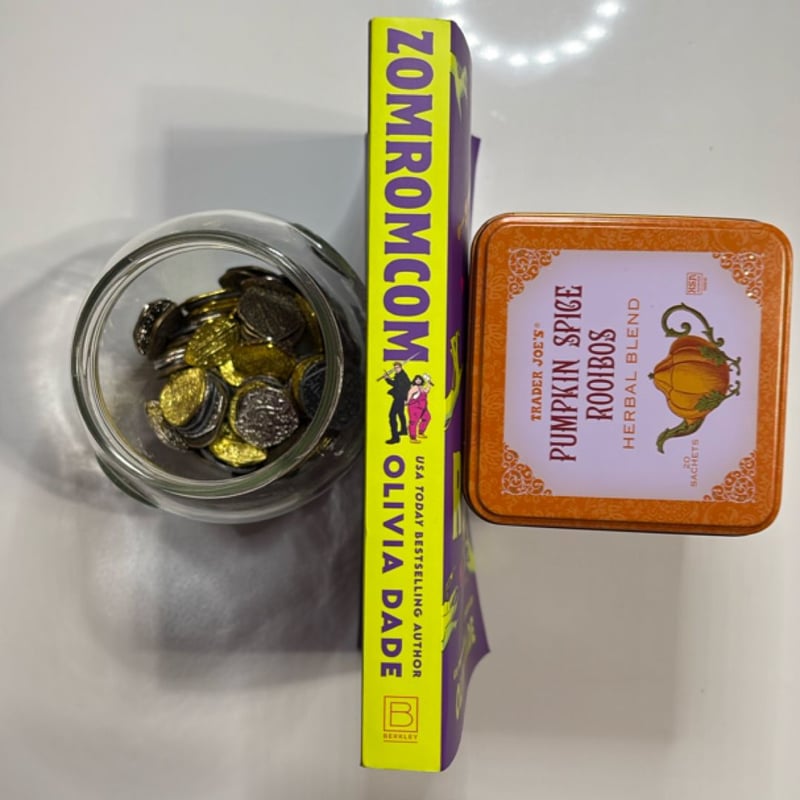 ZOMROMCOM
USA TODAY BESTSELLING AUTHOR
OLIVIA DADE
B
BERKLEY
TRADER JOE'S®
PUMPKIN SPICE
ROOIBOS
HERBAL BLEND
20
SACHETS